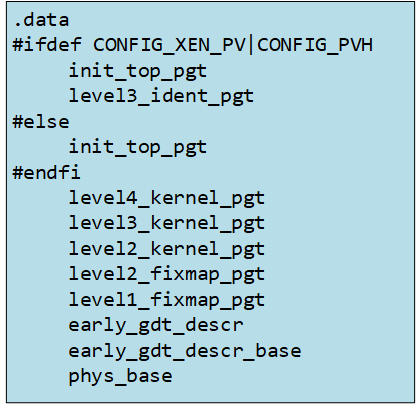 .data
#ifdef CONFIG_XEN_PV|CONFIG_PVH
init_top_pgt
level3_ident_pgt
#else
init_top_pgt
#endfi
level4_kernel_pgt
level3_kernel_pgt
level2_kernel_pgt
level2_fixmap_pgt
level1_fixmap_pgt
early_gdt_descr
early_gdt_descr_base
phys_base